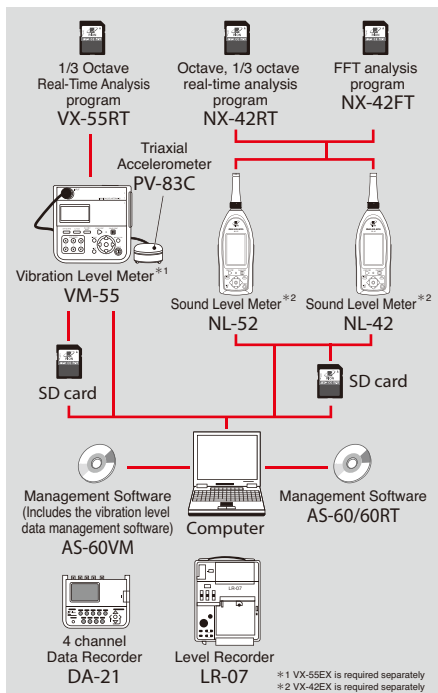 1/3 Octave
Real-Time Analysis
program
VX-55RT
Octave, 1/3 octave
real-time analysis
program
NX-42RT
FFT analysis
program
NX-42FT
Triaxial
Accelerometer
PV-83C
Vibration Level Meter*1
VM-55
Sound Level Meter*2
NL-52
Sound Level Meter*2
NL-42
SD card
SD card
Management Software
(Includes the vibration level
data management software)
AS-60VM
Computer
Management Software
AS-60/60RT
4 channel
Data Recorder
DA-21
LR-07
Level Recorder
LR-07
*1 VX-55EX is required separately
*2 VX-42EX is required separately